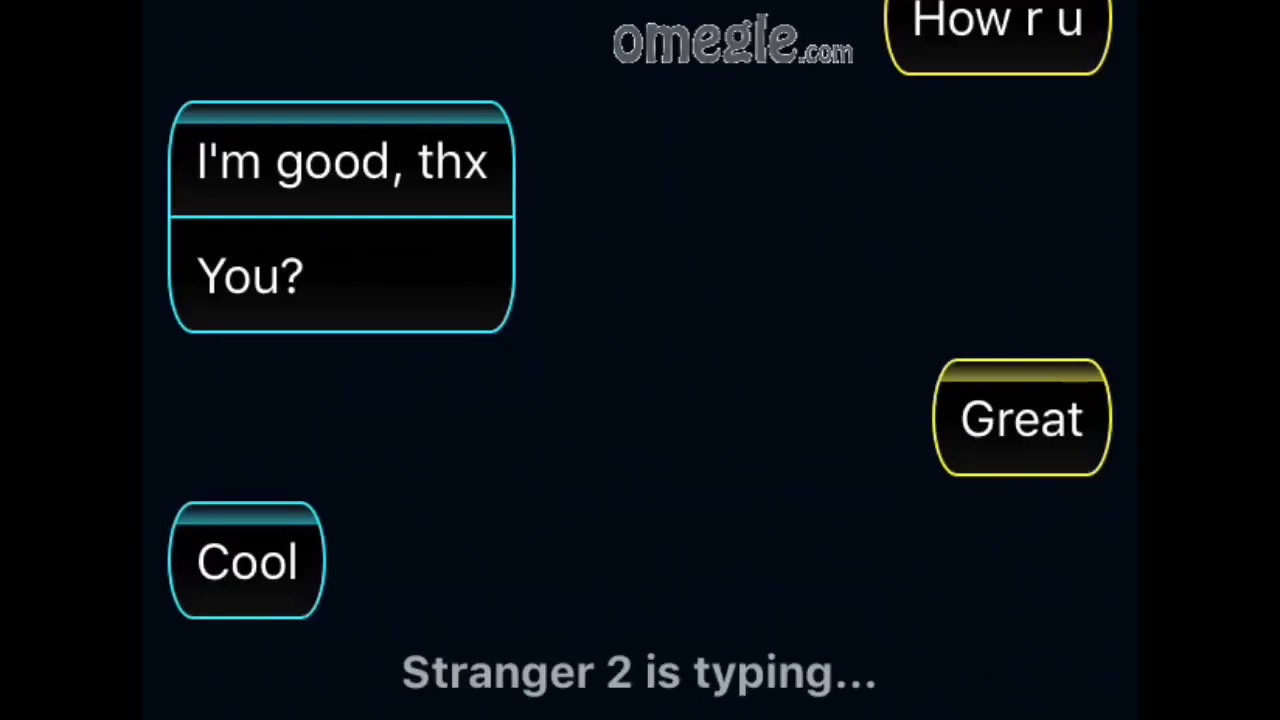 How r u
omegle.com
I'm good, thx
You?
Great
Cool
Stranger 2 is typing...